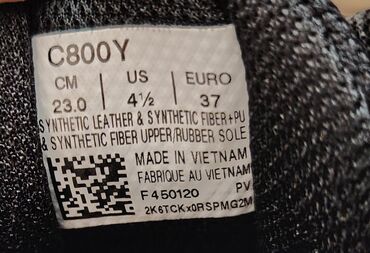 C800Y
CM US EURO
23.0 4½ 37
SYNTHETIC LEATHER & SYNTHETIC FIBER+PU
& SYNTHETIC FIBER UPPER/RUBBER SOLE
MADE IN VIETNAM
FABRIQUE AU VIETNAM
F450120 PV
2K6TCKx0RSPMG2M